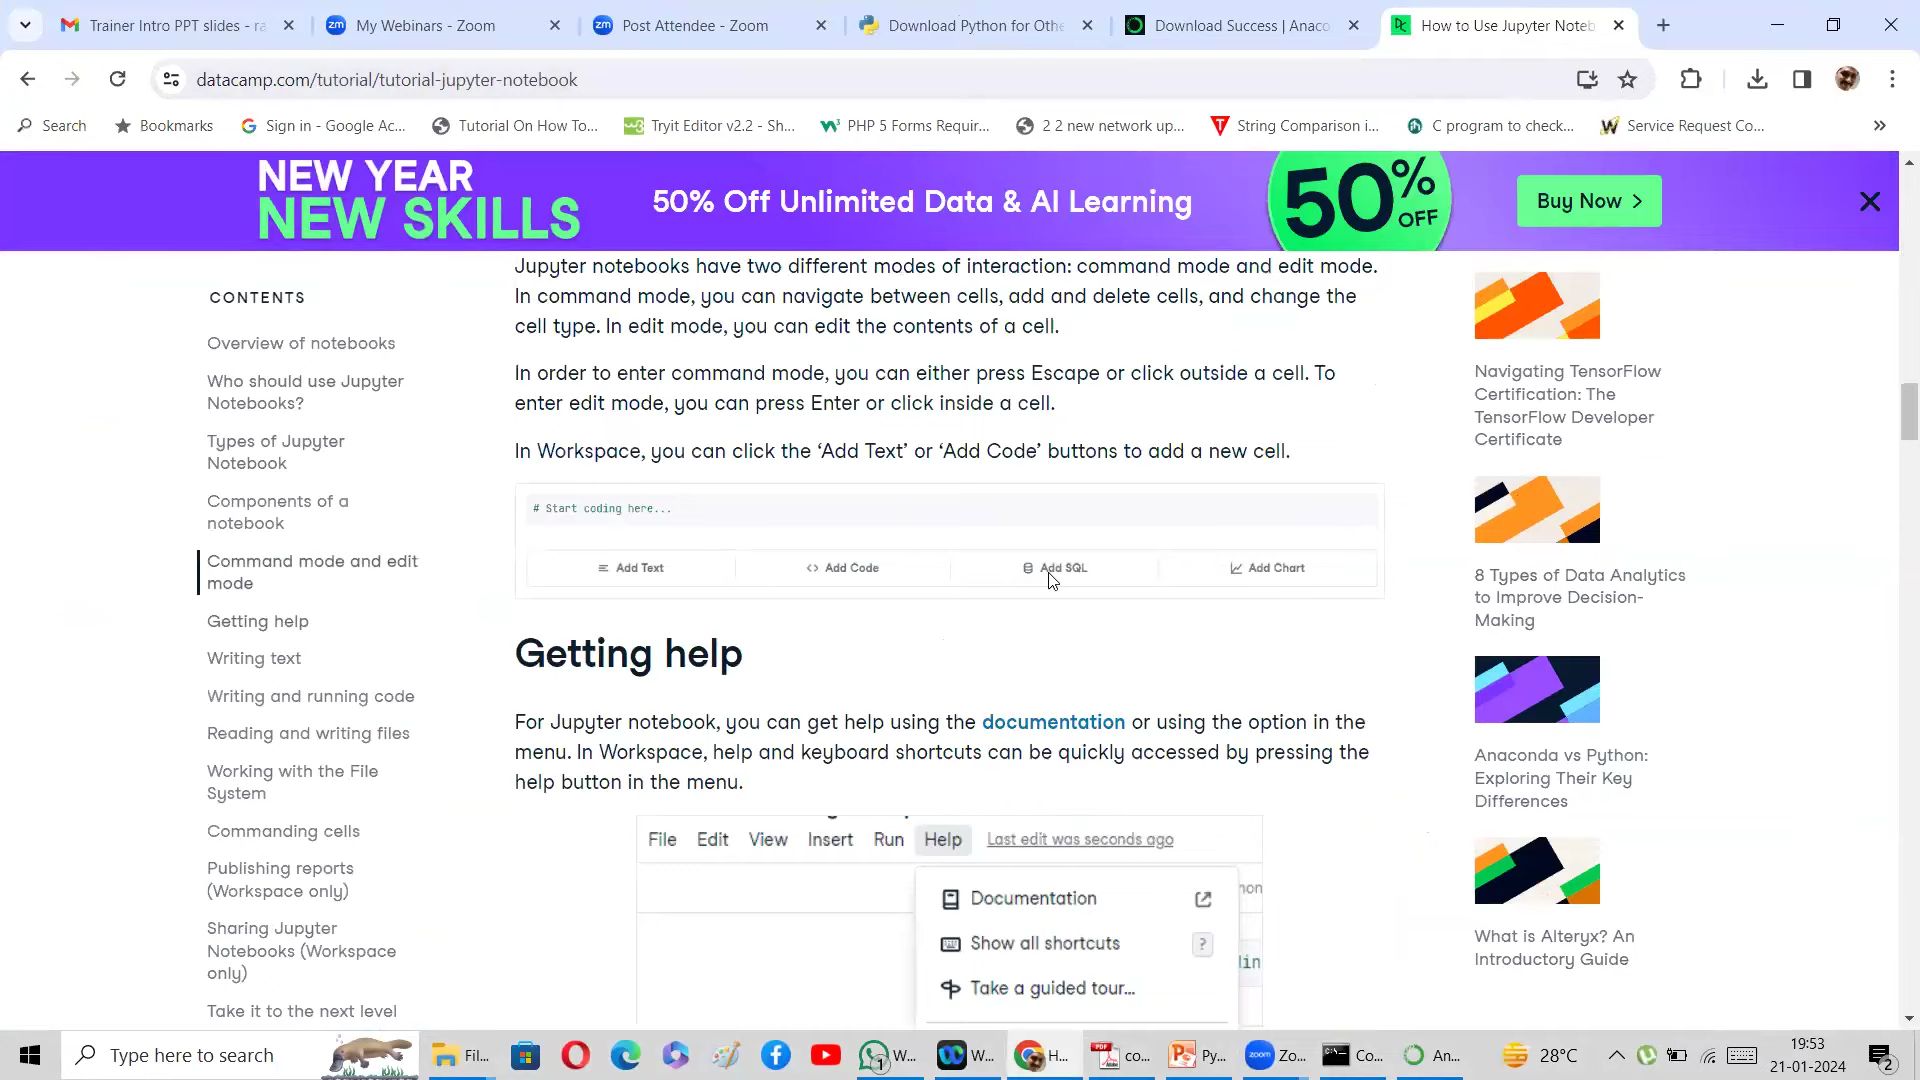 Trainer Intro PPT slides - ra
My Webinars - Zoom
Post Attendee - Zoom
Download Python for Othe
Download Success | Anaco
How to Use Jupyter Noteb
datacamp.com/tutorial/tutorial-jupyter-notebook
Search
Bookmarks
Sign in - Google Ac...
Tutorial On How To...
Tryit Editor v2.2 - Sh...
PHP 5 Forms Requir...
2 2 new network up...
String Comparison i...
C program to check...
Service Request Co...
NEW YEAR
NEW SKILLS
50% Off Unlimited Data & AI Learning
50%
OFF
Buy Now
CONTENTS
Overview of notebooks
Who should use Jupyter
Notebooks?
Types of Jupyter
Notebook
Components of a
notebook
Command mode and edit
mode
Getting help
Writing text
Writing and running code
Reading and writing files
Working with the File
System
Commanding cells
Publishing reports
(Workspace only)
Sharing Jupyter
Notebooks (Workspace
only)
Take it to the next level
Jupyter notebooks have two different modes of interaction: command mode and edit mode.
In command mode, you can navigate between cells, add and delete cells, and change the
cell type. In edit mode, you can edit the contents of a cell.
In order to enter command mode, you can either press Escape or click outside a cell. To
enter edit mode, you can press Enter or click inside a cell.
In Workspace, you can click the ‘Add Text’ or ‘Add Code’ buttons to add a new cell.
# Start coding here...
Add Text
Add Code
Add SQL
Add Chart
Getting help
For Jupyter notebook, you can get help using the documentation or using the option in the
menu. In Workspace, help and keyboard shortcuts can be quickly accessed by pressing the
help button in the menu.
File Edit View Insert Run Help Last edit was seconds ago
Documentation
Show all shortcuts ?
Take a guided tour...
Navigating TensorFlow
Certification: The
TensorFlow Developer
Certificate
8 Types of Data Analytics
to Improve Decision-
Making
Anaconda vs Python:
Exploring Their Key
Differences
What is Alteryx? An
Introductory Guide
Type here to search
Fil...
W...
W...
H...
co...
Py...
Zo...
Co...
An...
28°C
19:53
21-01-2024
2